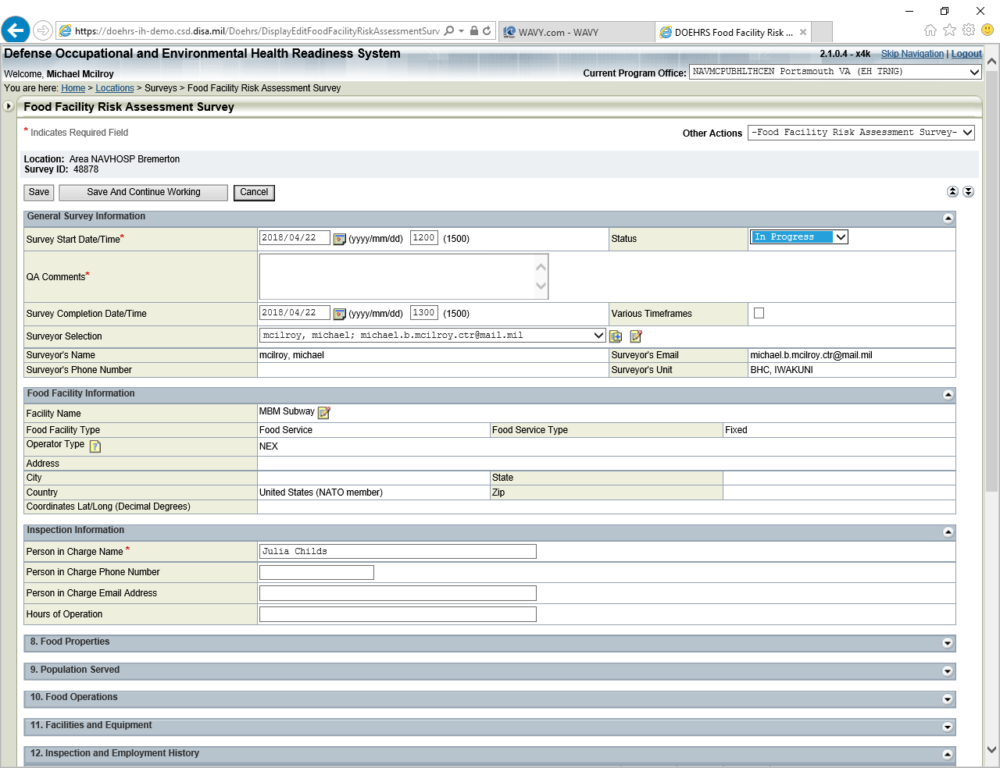 https://doehrs-ih-demo.csd.disa.mil/Doehrs/DisplayEditFoodFacilityRiskAssessmentSurv
WAVY.com - WAVY
DOEHRS Food Facility Risk ...
Defense Occupational and Environmental Health Readiness System
2.1.0.4 - x4k Skip Navigation | Logout
Welcome, Michael Mcilroy
Current Program Office: NAVMCPUBHLTHCEN Portsmouth VA (EH TRNG)
You are here: Home > Locations > Surveys > Food Facility Risk Assessment Survey
Food Facility Risk Assessment Survey
* Indicates Required Field
Other Actions -Food Facility Risk Assessment Survey-
Location: Area NAVHOSP Bremerton
Survey ID: 48878
Save Save And Continue Working Cancel
General Survey Information
Survey Start Date/Time* 2018/04/22 (yyyy/mm/dd) 1200 (1500) Status In Progress
QA Comments*
Survey Completion Date/Time 2018/04/22 (yyyy/mm/dd) 1300 (1500) Various Timeframes
Surveyor Selection mcilroy, michael; michael.b.mcilroy.ctr@mail.mil
Surveyor's Name mcilroy, michael Surveyor's Email michael.b.mcilroy.ctr@mail.mil
Surveyor's Phone Number Surveyor's Unit BHC, IWAKUNI
Food Facility Information
Facility Name MBM Subway
Food Facility Type Food Service Food Service Type Fixed
Operator Type ? NEX
Address
City State
Country United States (NATO member) Zip
Coordinates Lat/Long (Decimal Degrees)
Inspection Information
Person in Charge Name * Julia Childs
Person in Charge Phone Number
Person in Charge Email Address
Hours of Operation
8. Food Properties
9. Population Served
10. Food Operations
11. Facilities and Equipment
12. Inspection and Employment History